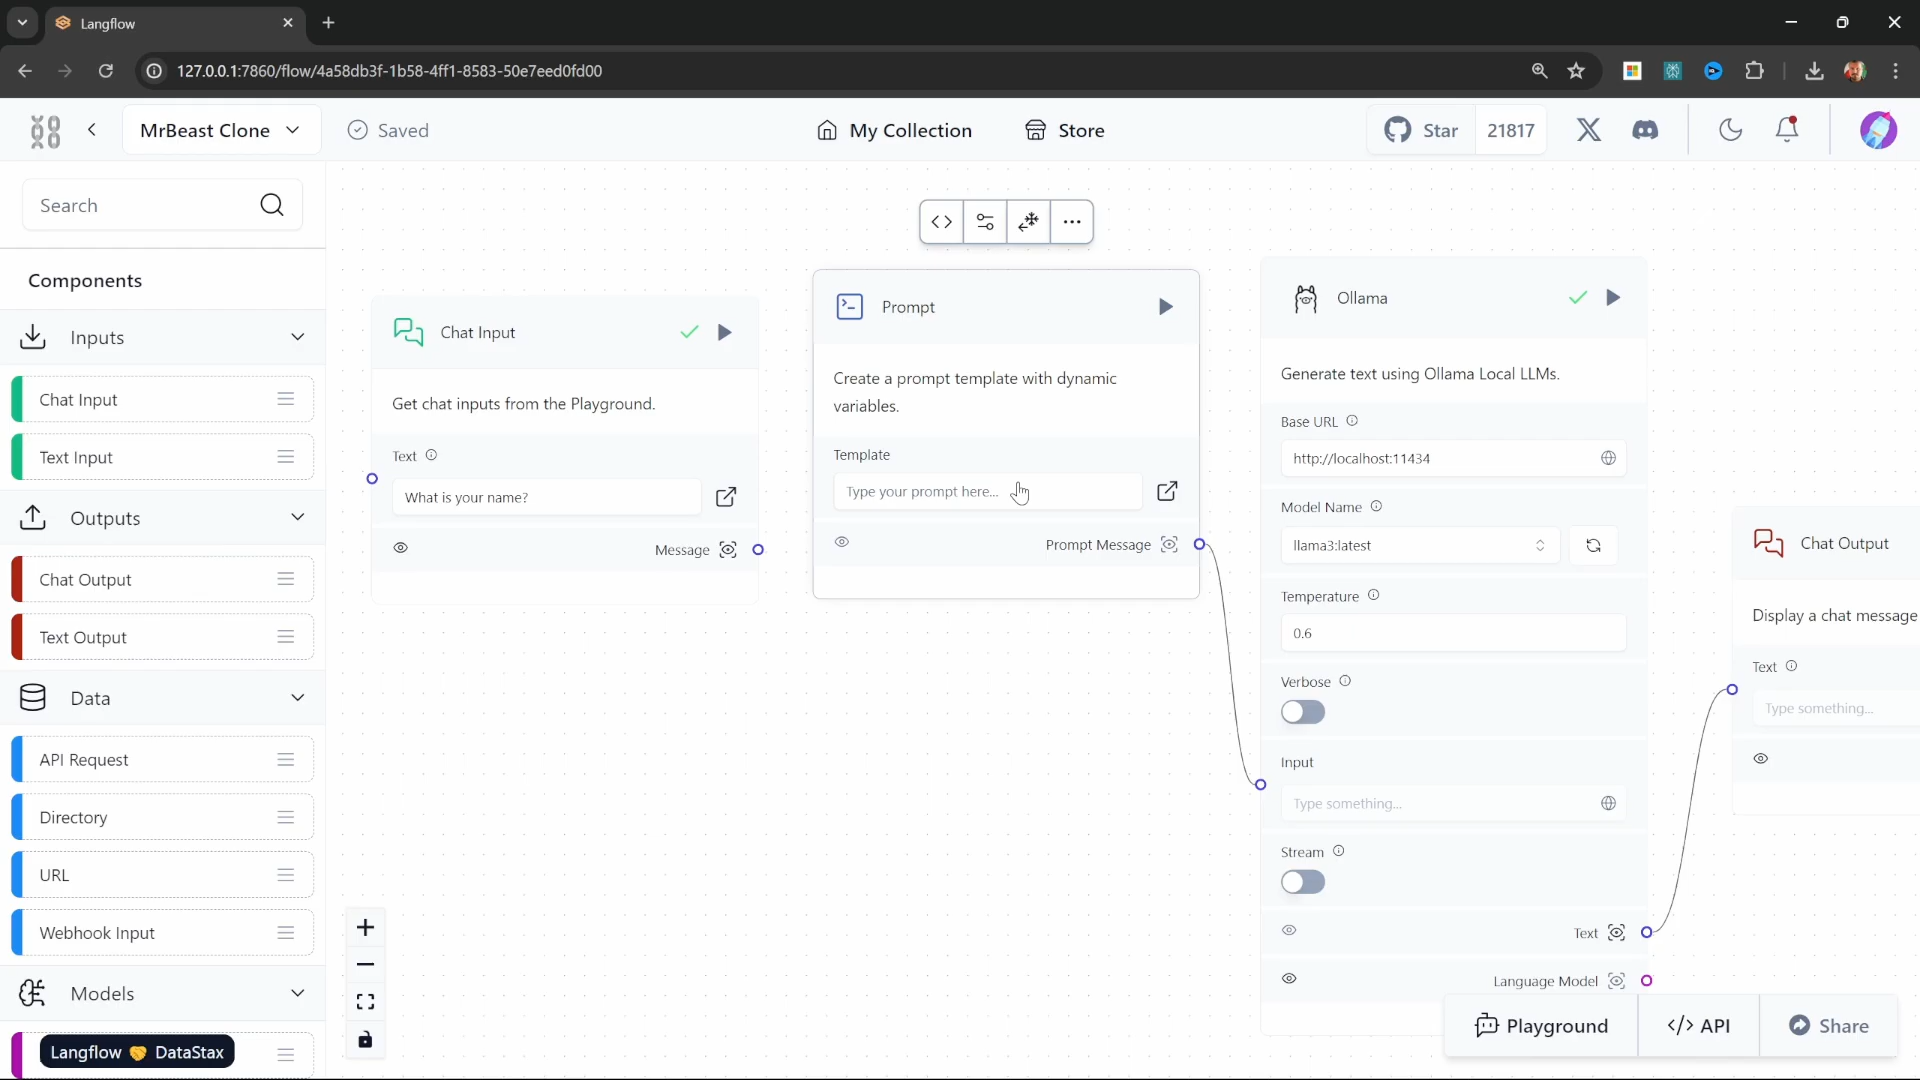 Langflow
127.0.0.1:7860/flow/4a58db3f-1b58-4ff1-8583-50e7eed0fd00
MrBeast Clone
Saved
My Collection
Store
Star
21817
Search
Components
Inputs
Chat Input
Text Input
Outputs
Chat Output
Text Output
Data
API Request
Directory
URL
Webhook Input
Models
Langflow 🤝 DataStax
Chat Input
Get chat inputs from the Playground.
Text
What is your name?
Message
Prompt
Create a prompt template with dynamic
variables.
Template
Type your prompt here...
Prompt Message
Ollama
Generate text using Ollama Local LLMs.
Base URL
http://localhost:11434
Model Name
llama3:latest
Temperature
0.6
Verbose
Input
Type something...
Stream
Text
Language Model
Chat Output
Display a chat message
Text
Type something...
Playground
</> API
Share